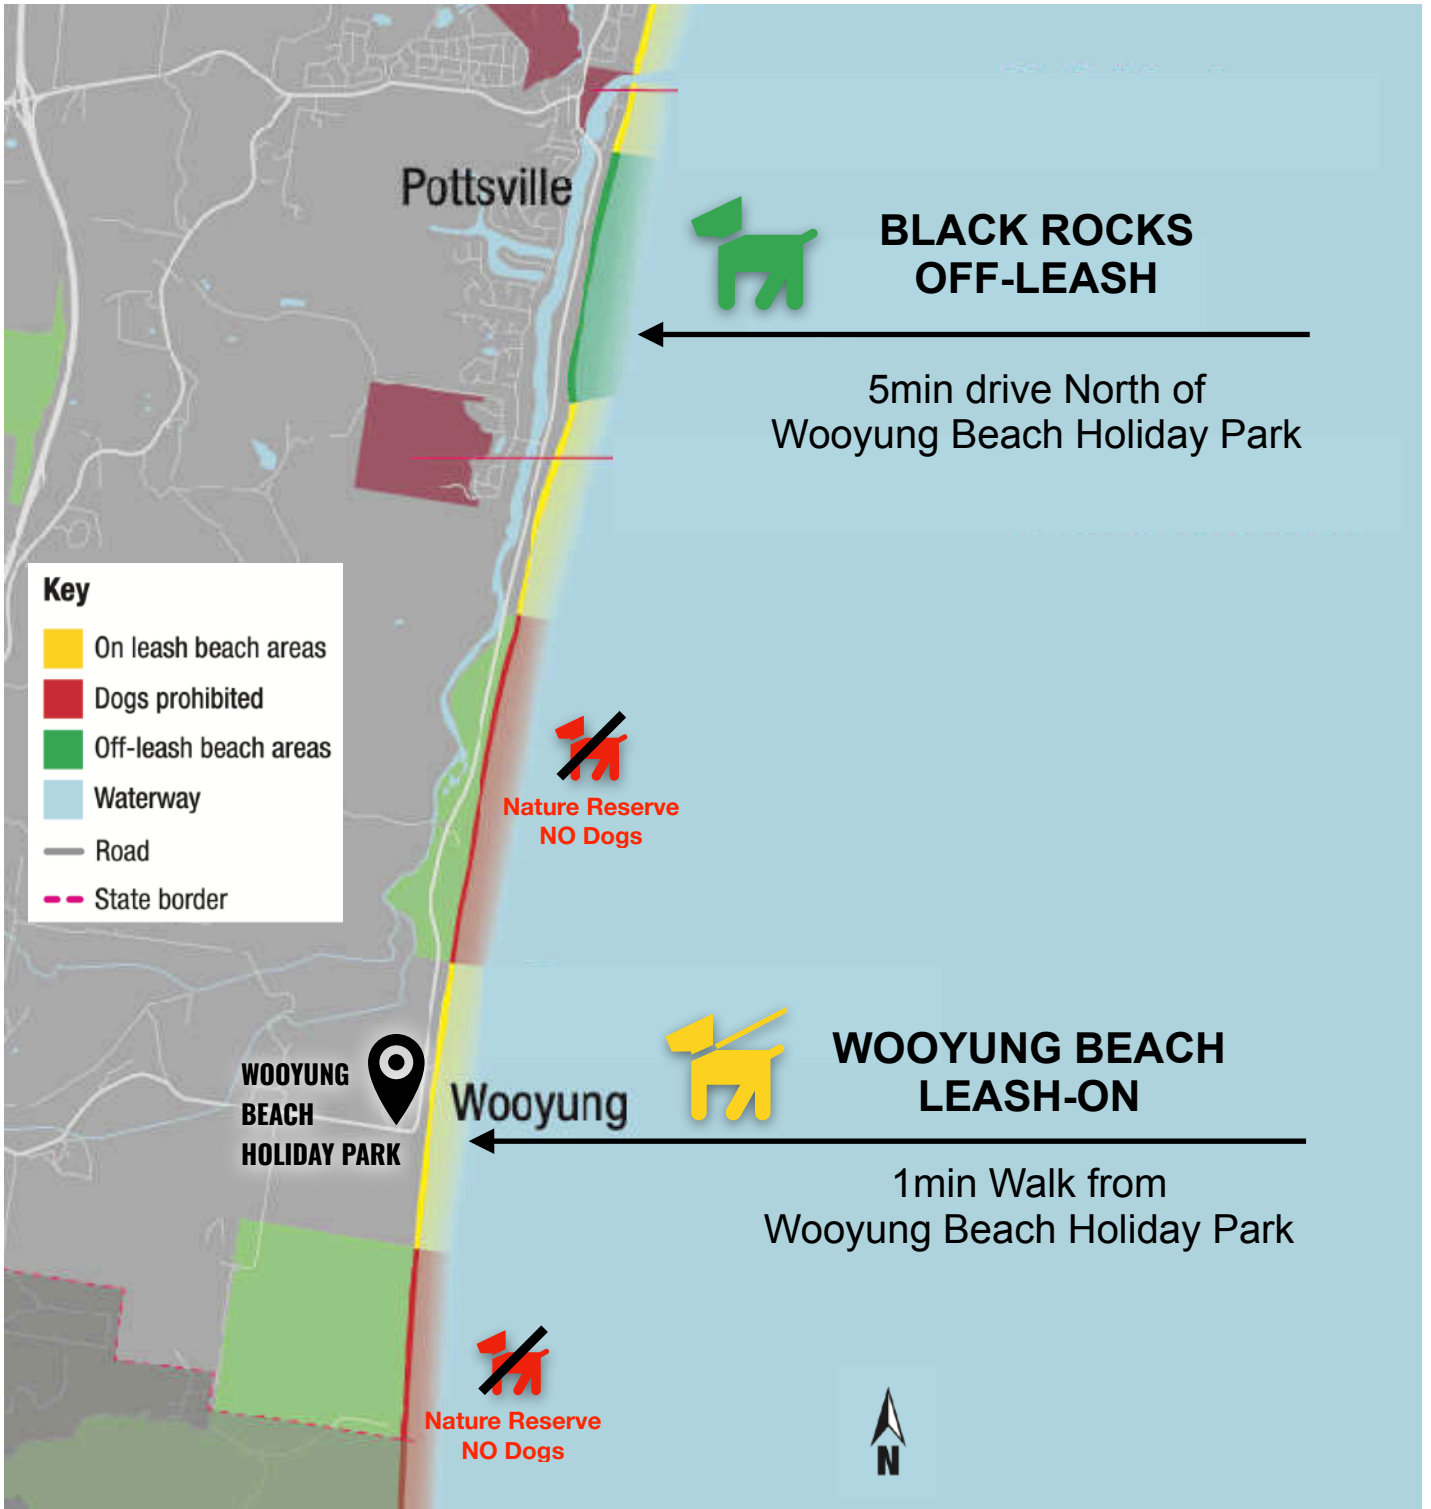 Pottsville
BLACK ROCKS
OFF-LEASH
5min drive North of
Wooyung Beach Holiday Park
Key
On leash beach areas
Dogs prohibited
Off-leash beach areas
Waterway
Road
State border
Nature Reserve
NO Dogs
WOOYUNG
BEACH
HOLIDAY PARK
Wooyung
WOOYUNG BEACH
LEASH-ON
1min Walk from
Wooyung Beach Holiday Park
Nature Reserve
NO Dogs
N